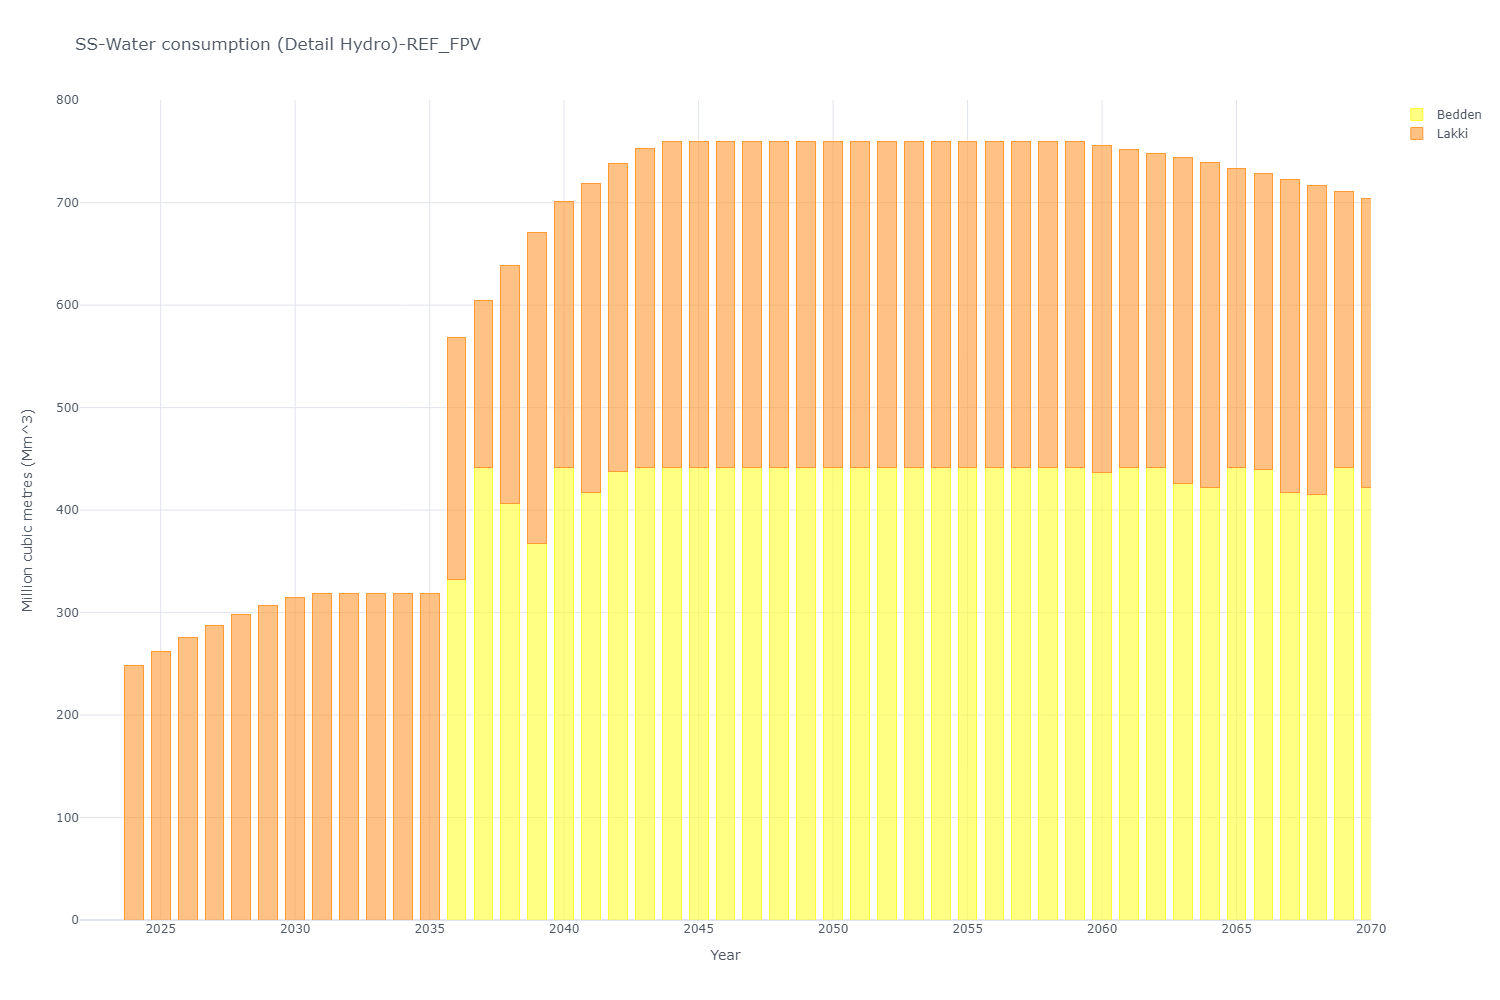 SS-Water consumption (Detail Hydro)-REF_FPV
800
700
600
500
400
300
200
100
0
Million cubic metres (Mm^3)
2025 2030 2035 2040 2045 2050 2055 2060 2065 2070
Year
Bedden
Lakki